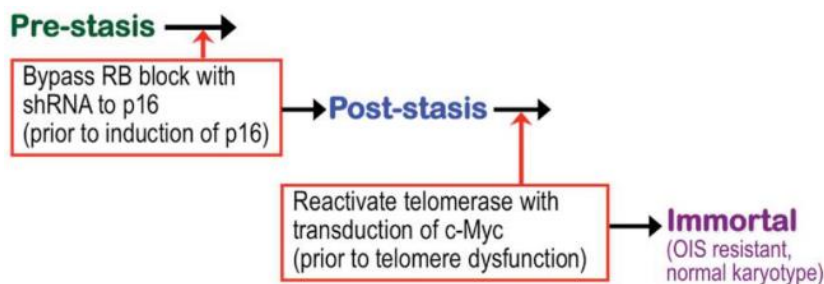 Pre-stasis
Bypass RB block with
shRNA to p16
(prior to induction of p16)
Post-stasis
Reactivate telomerase with
transduction of c-Myc
(prior to telomere dysfunction)
Immortal
(OIS resistant,
normal karyotype)